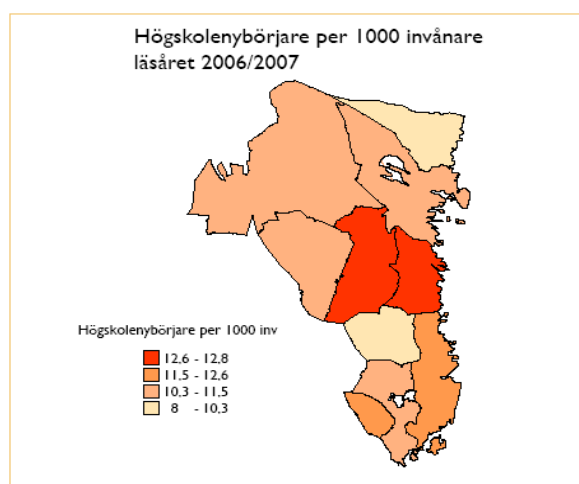 Högskolenybörjare per 1000 invånare
läsåret 2006/2007
Högskolenybörjare per 1000 inv
12,6 - 12,8
11,5 - 12,6
10,3 - 11,5
8 - 10,3